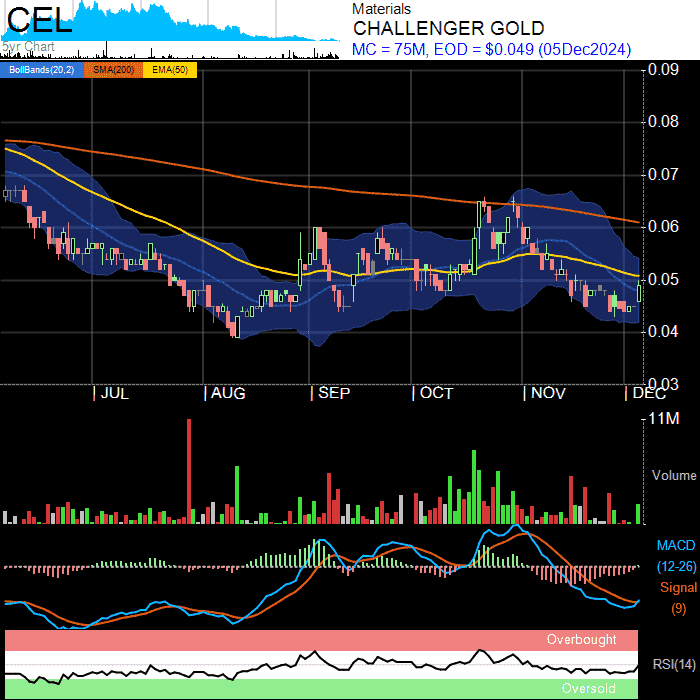 CEL
5yr Chart
Materials
CHALLENGER GOLD
MC = 75M, EOD = $0.049 (05Dec2024)
BollBands(20,2) SMA(200) EMA(50)
0.09
0.08
0.07
0.06
0.05
0.04
0.03
| JUL | AUG | SEP | OCT | NOV | DEC
11M
Volume
MACD
(12-26)
Signal
(9)
Overbought
RSI(14)
Oversold